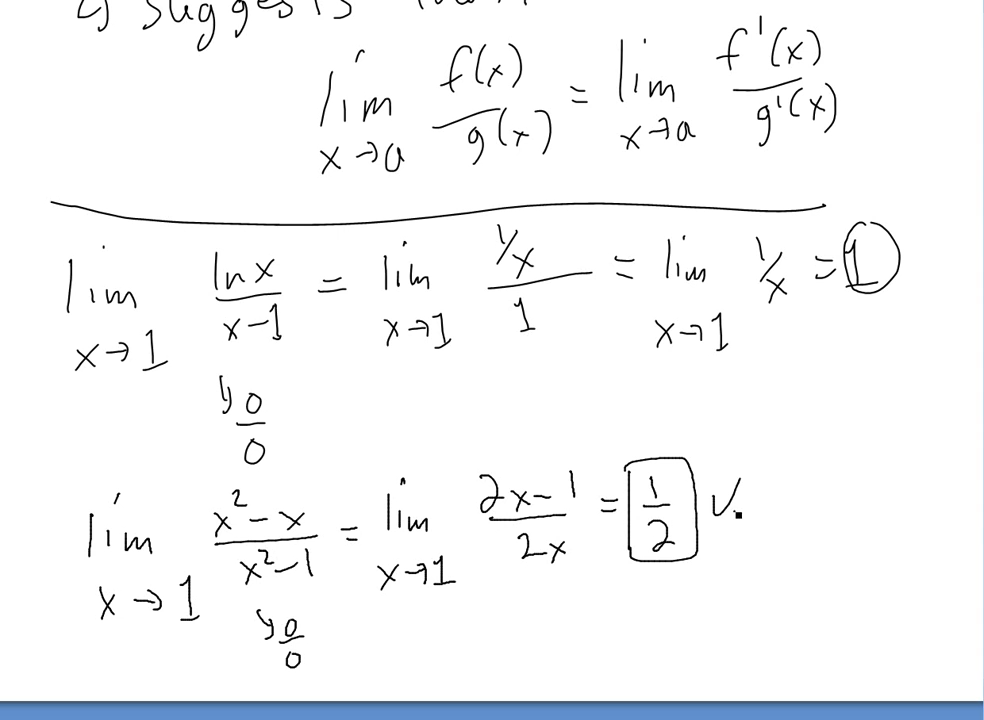 suggests
lim x→a f(x)/g(x) = lim x→a f'(x)/g'(x)
lim x→1 lnx/x-1 = lim x→1 1/x/1 = lim x→1 1/x = 1
↳ 0/0
lim x→1 x²-x/x²-1 = lim x→1 2x-1/2x = 1/2 ✓.
↳ 0/0